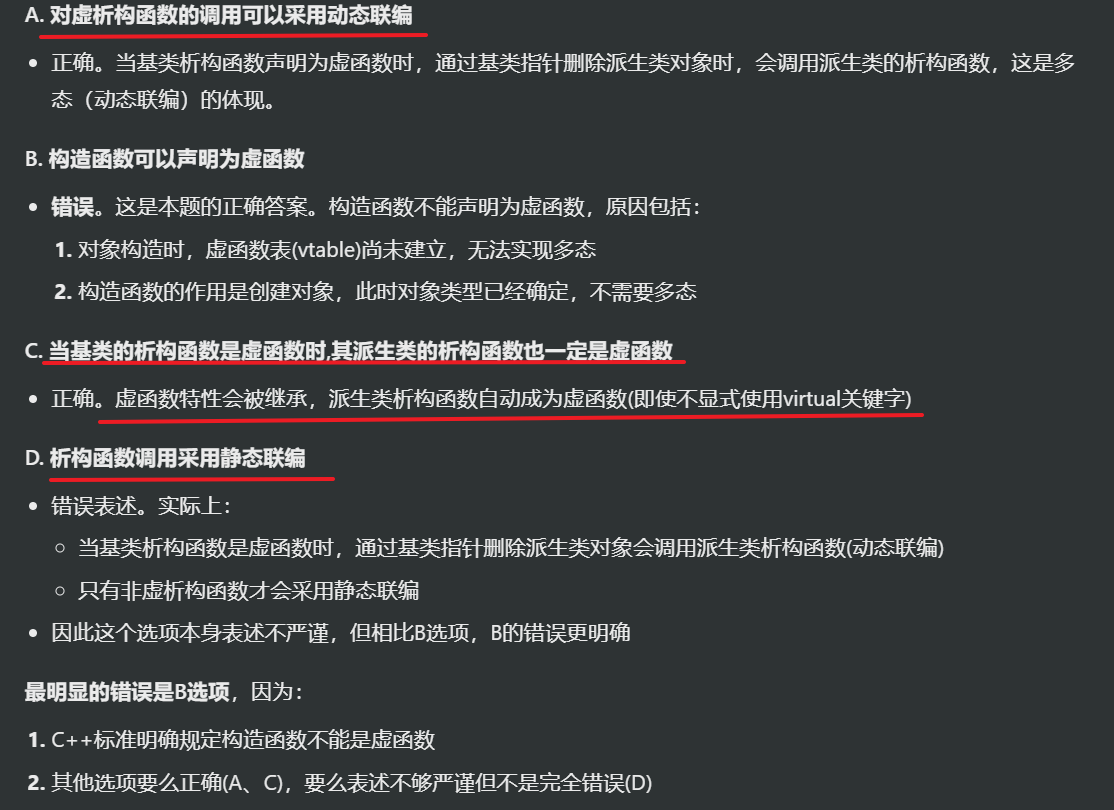 A. 对虚析构函数的调用可以采用动态联编
• 正确。当基类析构函数声明为虚函数时，通过基类指针删除派生类对象时，会调用派生类的析构函数，这是多
态（动态联编）的体现。
B. 构造函数可以声明为虚函数
• 错误。这是本题的正确答案。构造函数不能声明为虚函数，原因包括：
1. 对象构造时，虚函数表(vtable)尚未建立，无法实现多态
2. 构造函数的作用是创建对象，此时对象类型已经确定，不需要多态
C. 当基类的析构函数是虚函数时,其派生类的析构函数也一定是虚函数
• 正确。虚函数特性会被继承，派生类析构函数自动成为虚函数(即使不显式使用virtual关键字)
D. 析构函数调用采用静态联编
• 错误表述。实际上：
○ 当基类析构函数是虚函数时，通过基类指针删除派生类对象会调用派生类析构函数(动态联编)
○ 只有非虚析构函数才会采用静态联编
• 因此这个选项本身表述不严谨，但相比B选项，B的错误更明确
最明显的错误是B选项，因为：
1. C++标准明确规定构造函数不能是虚函数
2. 其他选项要么正确(A、C)，要么表述不够严谨但不是完全错误(D)